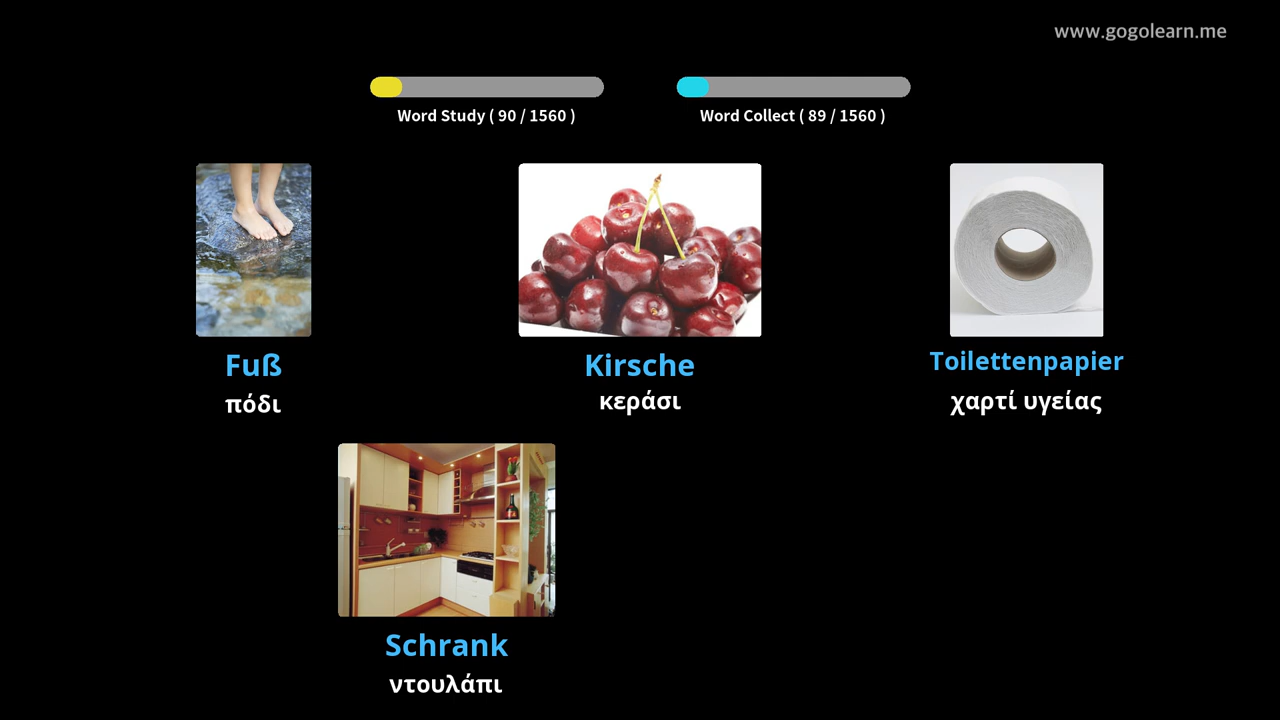 www.gogolearn.me
Word Study ( 90 / 1560 )
Word Collect ( 89 / 1560 )
Fuß
πόδι
Kirsche
κεράσι
Toilettenpapier
χαρτί υγείας
Schrank
ντουλάπι